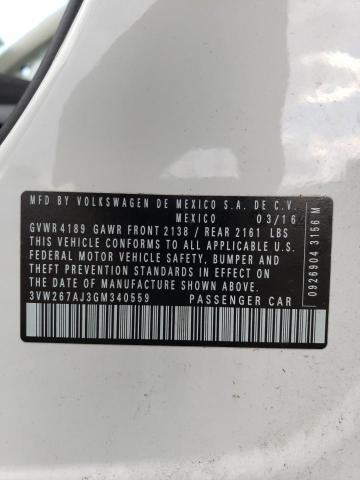 MFD BY VOLKSWAGEN DE MEXICO S.A. DE C.V.
MEXICO 03/16
GVWR 4189 GAWR FRONT 2138 / REAR 2161 LBS
THIS VEHICLE CONFORMS TO ALL APPLICABLE U.S.
FEDERAL MOTOR VEHICLE SAFETY, BUMPER AND
THEFT PREVENTION STANDARDS IN EFFECT ON THE
DATE OF MANUFACTURE SHOWN ABOVE.
3VW267AJ3GM340559 PASSENGER CAR
0926904 3156 M